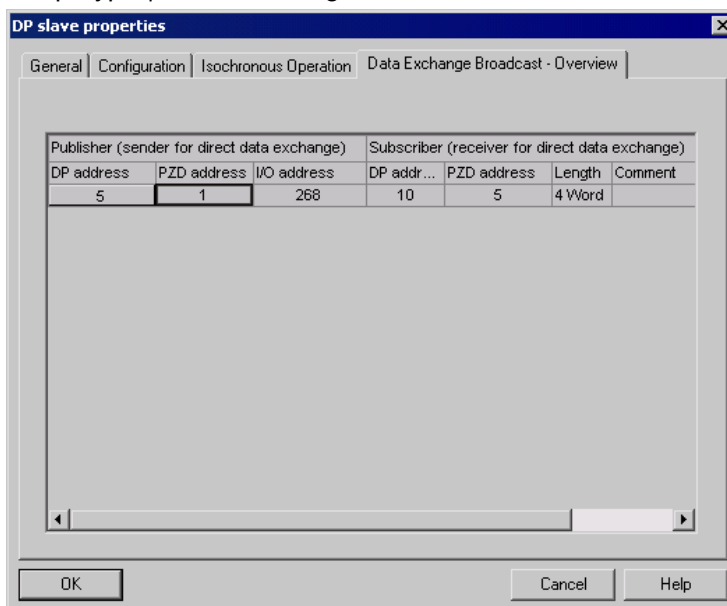 DP slave properties
General Configuration Isochronous Operation Data Exchange Broadcast - Overview
Publisher (sender for direct data exchange) Subscriber (receiver for direct data exchange)
DP address PZD address I/O address DP addr... PZD address Length Comment
5 1 268 10 5 4 Word
OK Cancel Help